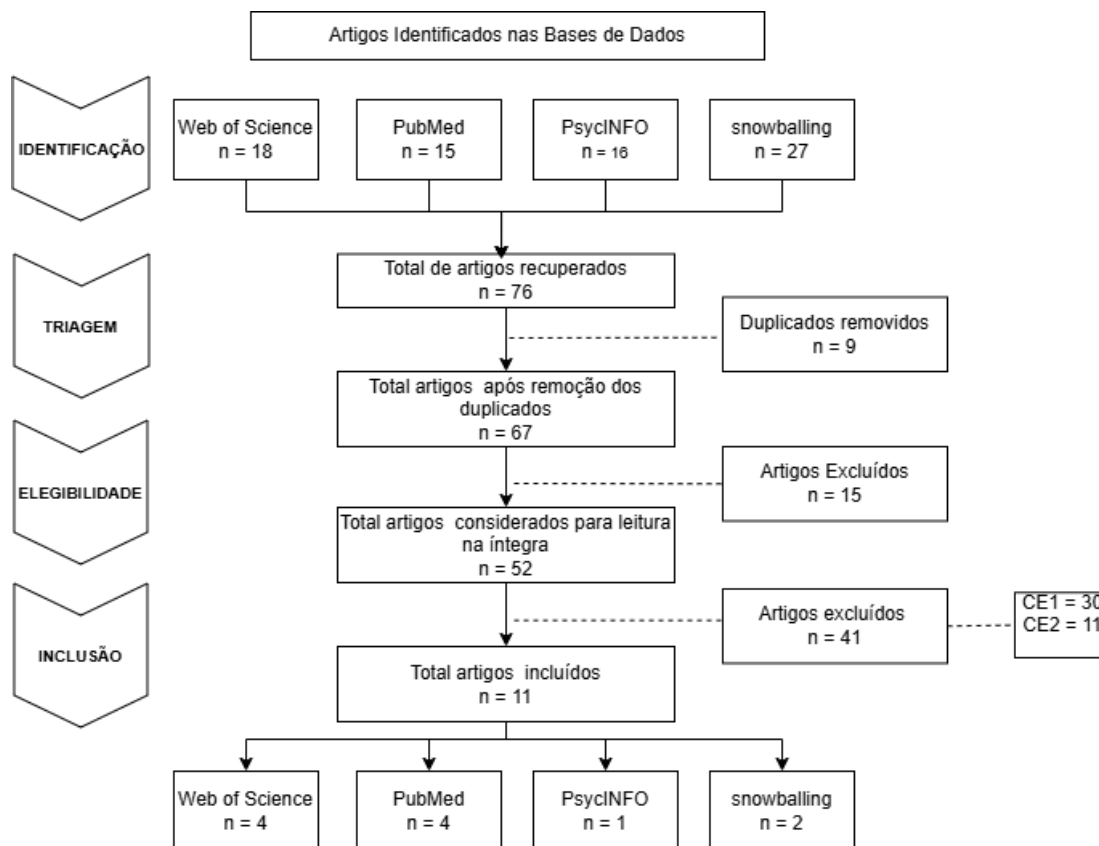 Artigos Identificados nas Bases de Dados
IDENTIFICAÇÃO
Web of Science
n = 18
PubMed
n = 15
PsycINFO
n = 16
snowballing
n = 27
Total de artigos recuperados
n = 76
TRIAGEM
Duplicados removidos
n = 9
Total artigos após remoção dos
duplicados
n = 67
ELEGIBILIDADE
Artigos Excluídos
n = 15
Total artigos considerados para leitura
na íntegra
n = 52
INCLUSÃO
Artigos excluídos
n = 41
CE1 = 30
CE2 = 11
Total artigos incluídos
n = 11
Web of Science
n = 4
PubMed
n = 4
PsycINFO
n = 1
snowballing
n = 2